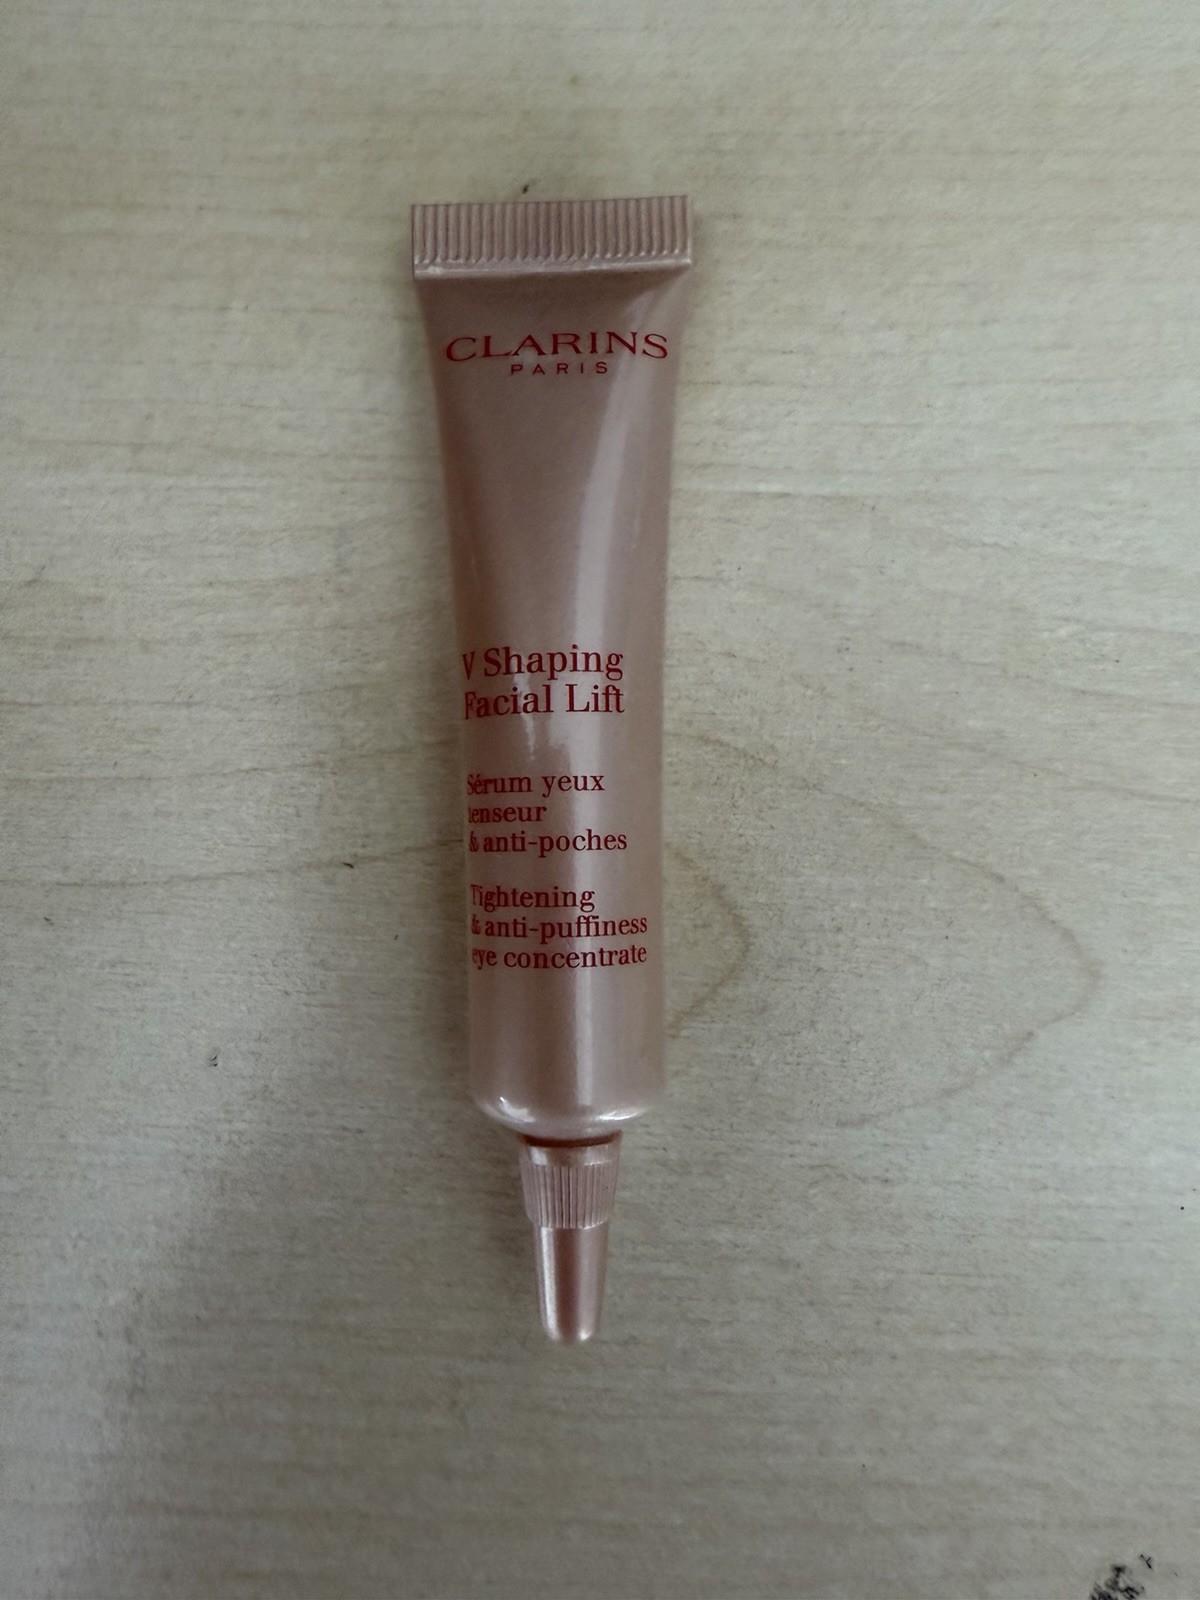 CLARINS
PARIS
V Shaping
Facial Lift
Sérum yeux
tenseur
& anti-poches
Tightening
& anti-puffiness
eye concentrate